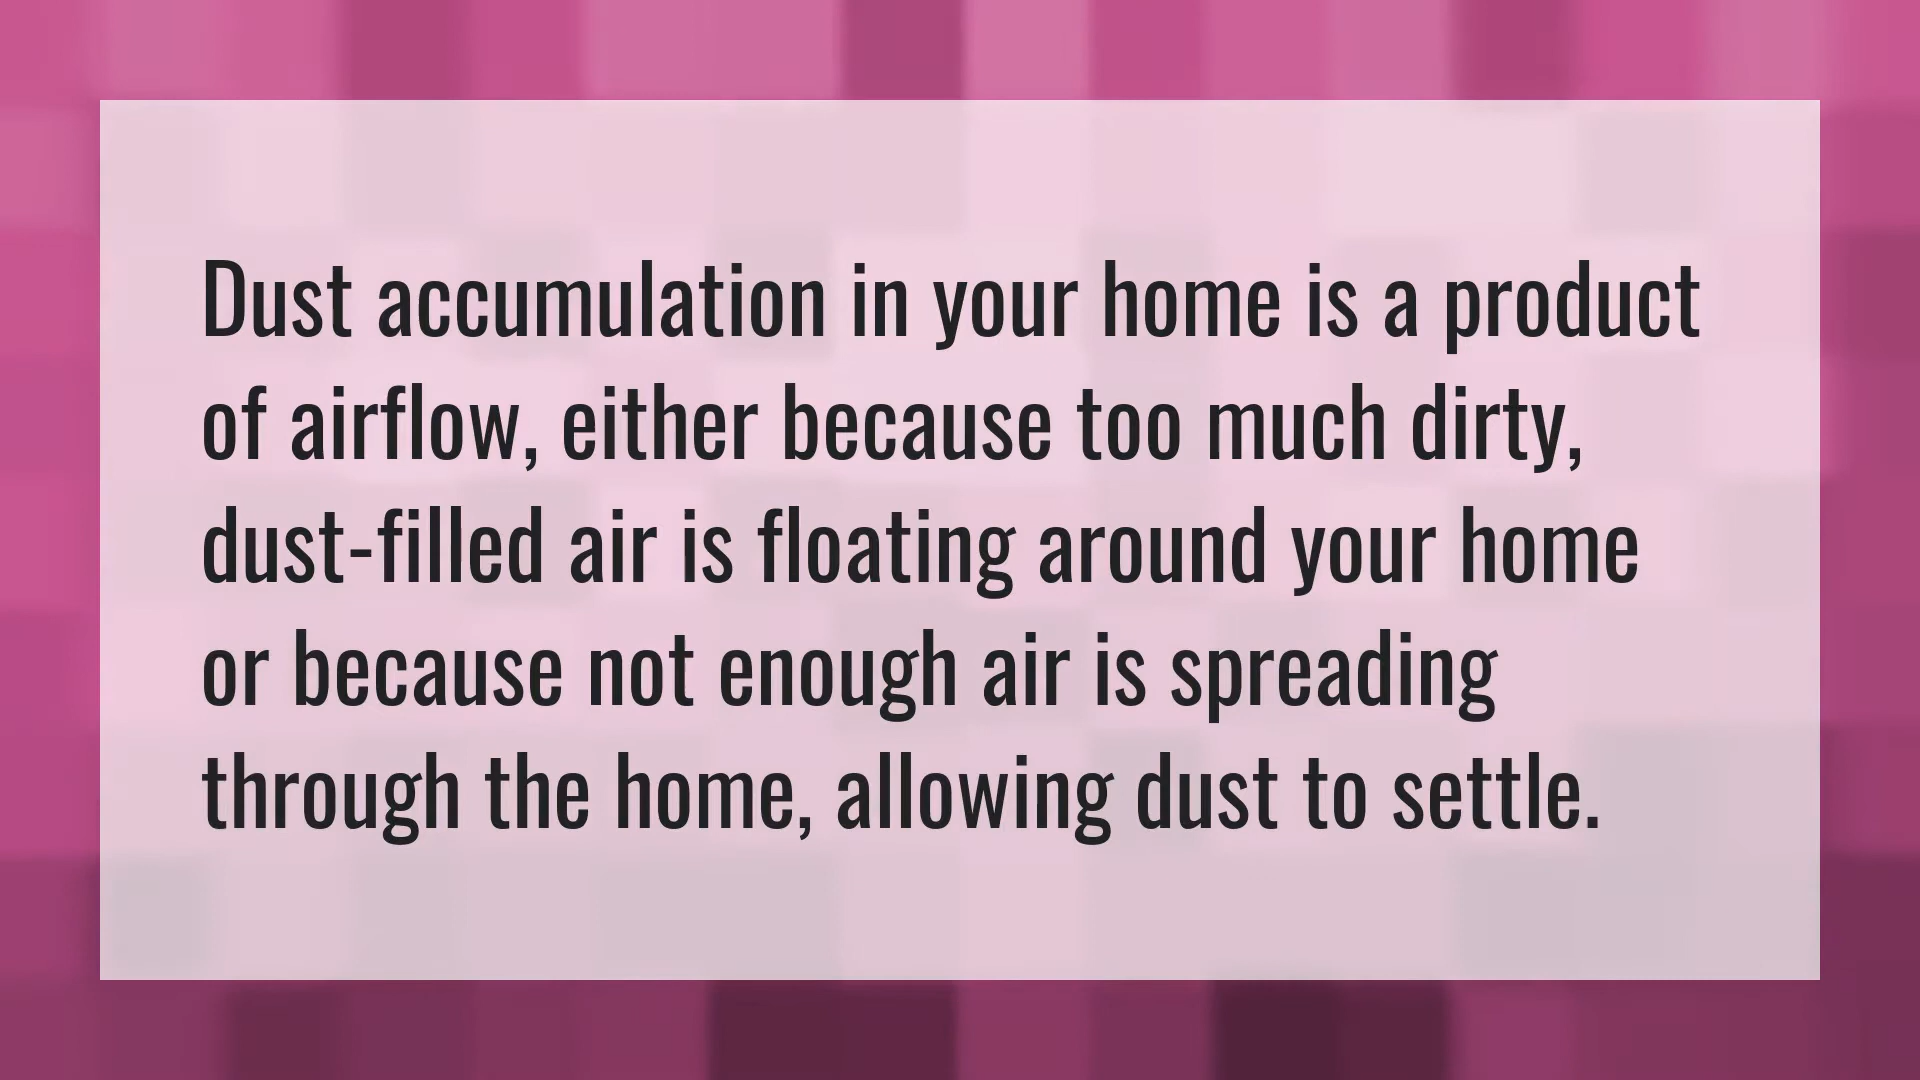 Dust accumulation in your home is a product
of airflow, either because too much dirty,
dust-filled air is floating around your home
or because not enough air is spreading
through the home, allowing dust to settle.